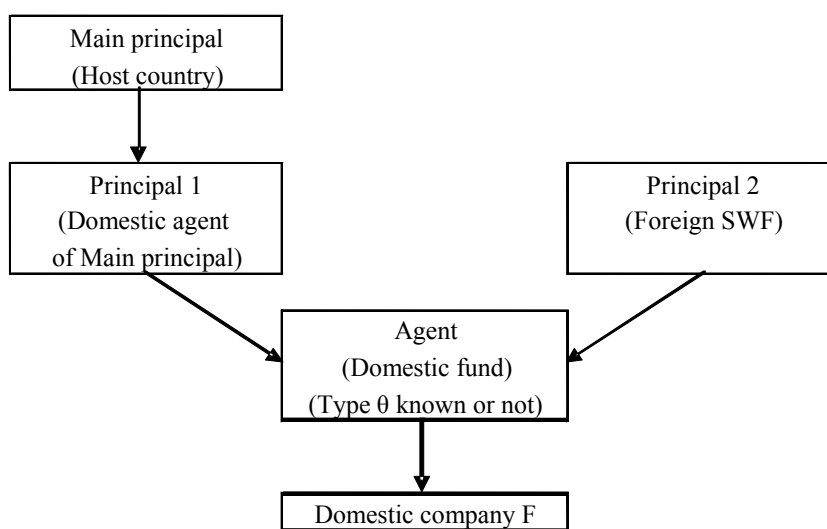 Main principal
(Host country)
Principal 1
(Domestic agent
of Main principal)
Principal 2
(Foreign SWF)
Agent
(Domestic fund)
(Type θ known or not)
Domestic company F